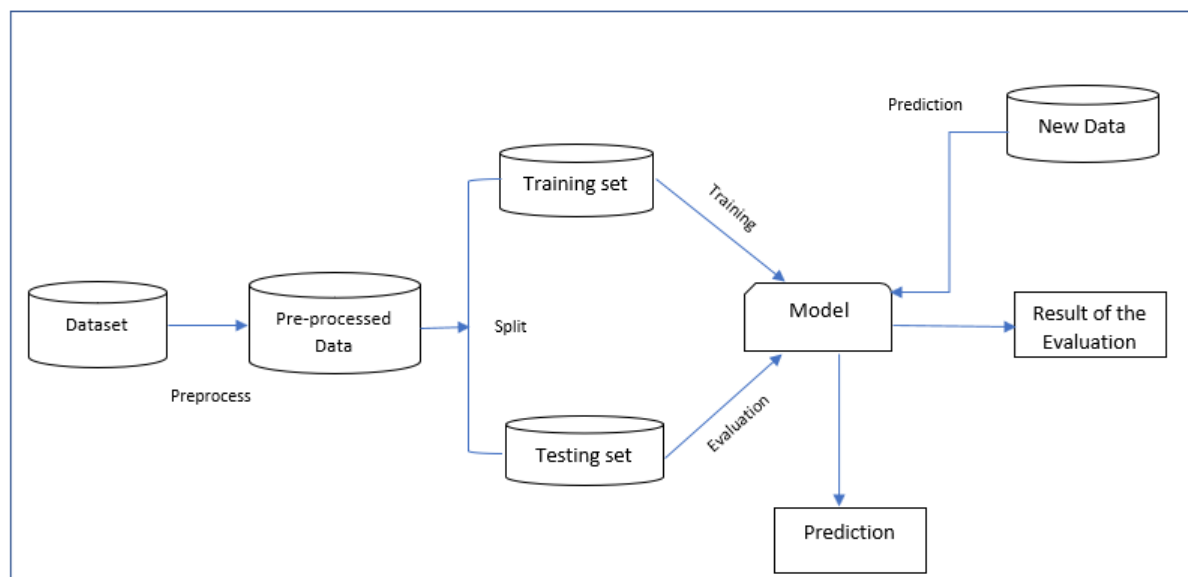 Prediction
New Data
Training set
Training
Dataset
Preprocess
Pre-processed
Data
Split
Model
Result of the
Evaluation
Testing set
Evaluation
Prediction